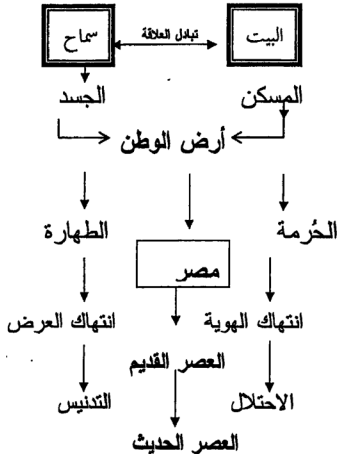 البيت تبادل العلاقة سماح
المسكن الجسد
أرض الوطن
الحُرمة الطهارة
مصر
انتهاك الهوية انتهاك العرض
العصر القديم
الاحتلال التدنيس
العصر الحديث